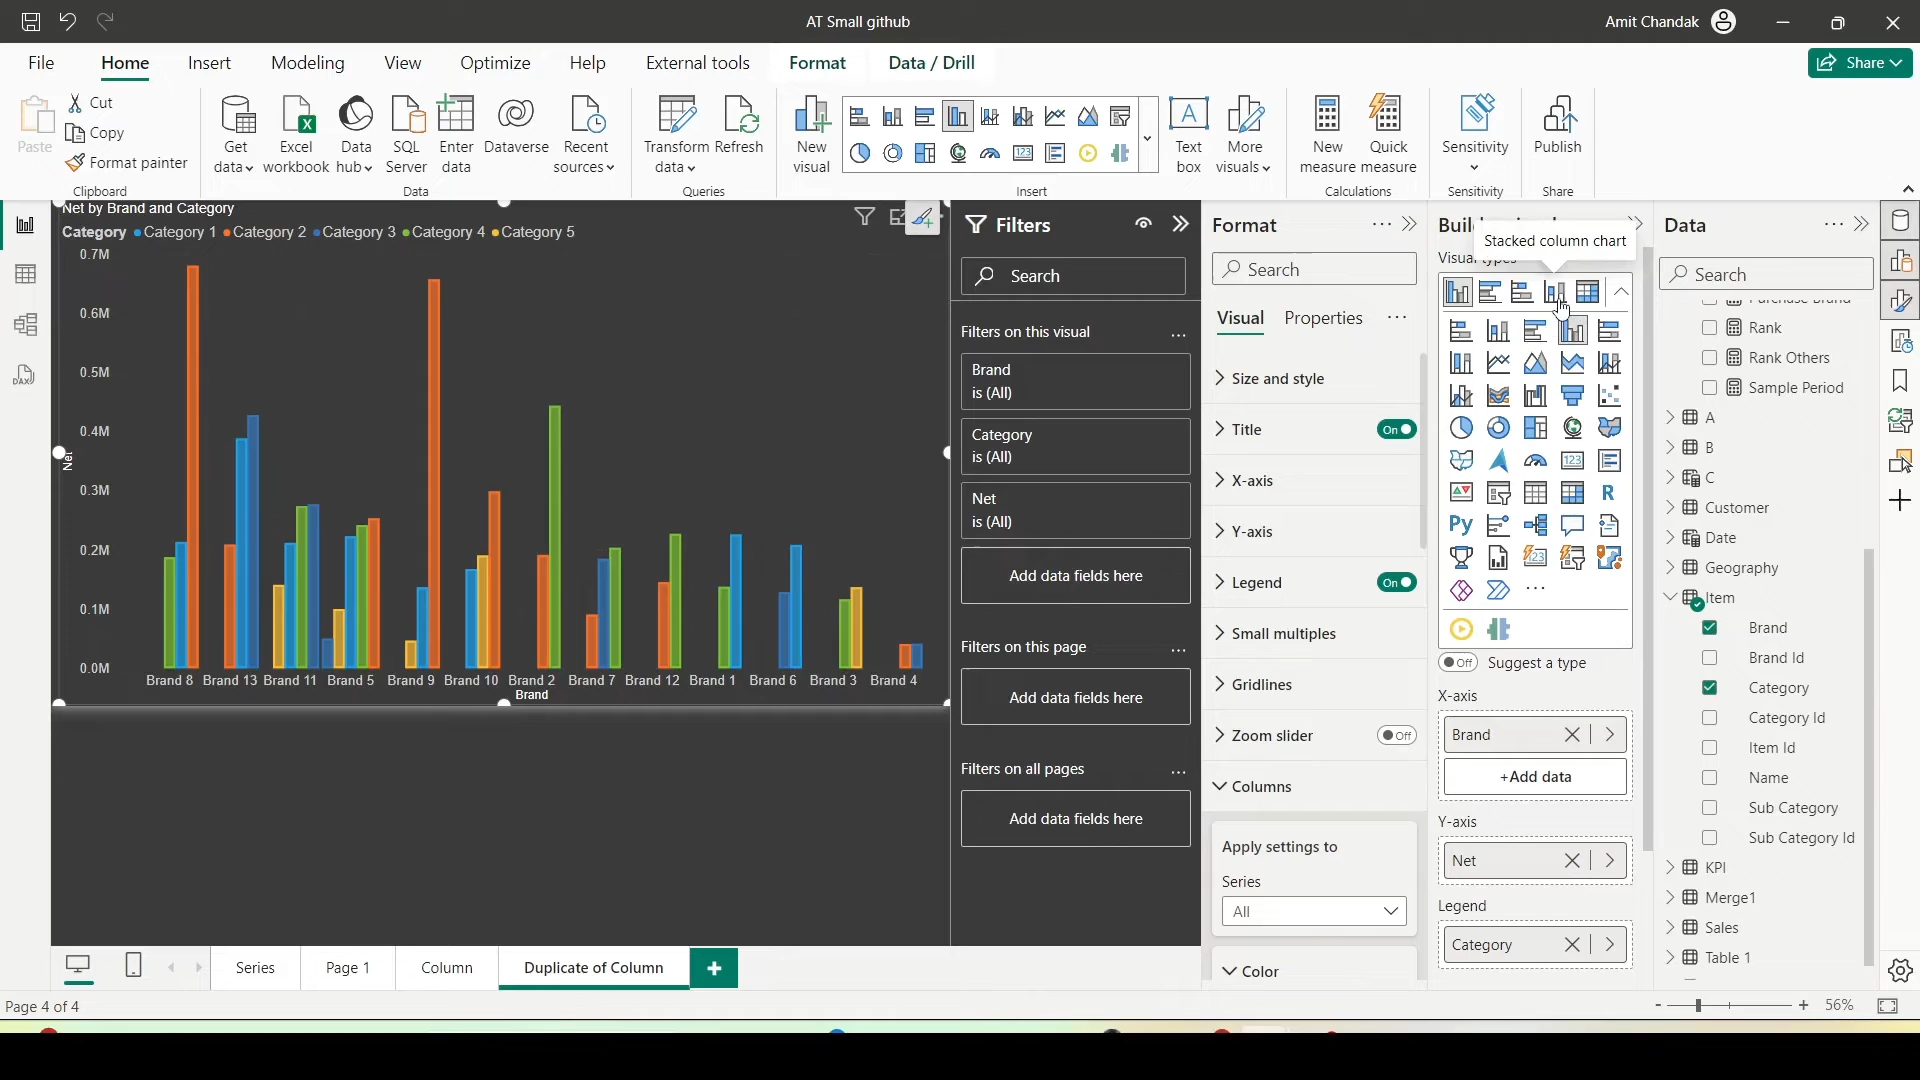 AT Small github
Amit Chandak
File Home Insert Modeling View Optimize Help External tools Format Data / Drill
Share
Paste
Cut
Copy
Format painter
Get data
Excel workbook
Data hub
SQL Server
Enter data
Dataverse
Recent sources
Transform data
Refresh
New visual
Text box
More visuals
New measure
Quick measure
Sensitivity
Publish
Clipboard Data Queries Insert Calculations Sensitivity Share
Net by Brand and Category
Category Category 1 Category 2 Category 3 Category 4 Category 5
0.7M
0.6M
0.5M
0.4M
0.3M
0.2M
0.1M
0.0M
Net
Brand 8 Brand 13 Brand 11 Brand 5 Brand 9 Brand 10 Brand 2 Brand 7 Brand 12 Brand 1 Brand 6 Brand 3 Brand 4
Brand
Filters
Search
Filters on this visual ...
Brand
is (All)
Category
is (All)
Net
is (All)
Add data fields here
Filters on this page ...
Add data fields here
Filters on all pages ...
Add data fields here
Format
Search
Visual Properties
Size and style
Title On
X-axis
Y-axis
Legend On
Small multiples
Gridlines
Zoom slider Off
Columns
Apply settings to
Series
All
Color
Stacked column chart
Visual types
R
Py
Off Suggest a type
X-axis
Brand
+Add data
Y-axis
Net
Legend
Category
Data
Search
Rank
Rank Others
Sample Period
A
B
C
Customer
Date
Geography
Item
Brand
Brand Id
Category
Category Id
Item Id
Name
Sub Category
Sub Category Id
KPI
Merge1
Sales
Table 1
Series Page 1 Column Duplicate of Column
Page 4 of 4
- + 56%